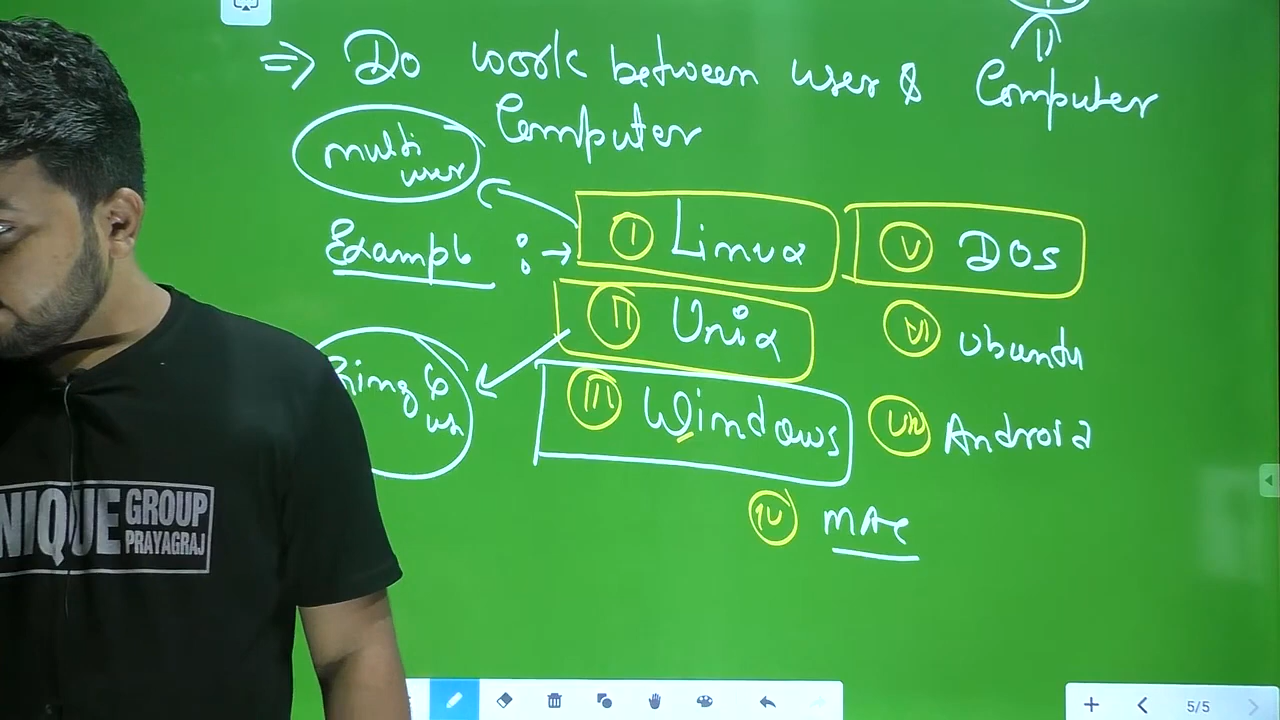 ⇒ Do work between user & Computer
Computer
multi user
Example :→ (I) Linux (V) DOS
(II) Unix (VI) Ubuntu
(III) Windows (VII) Android
(IV) MAC
NIQUE GROUP PRAYAGRAJ
5/5